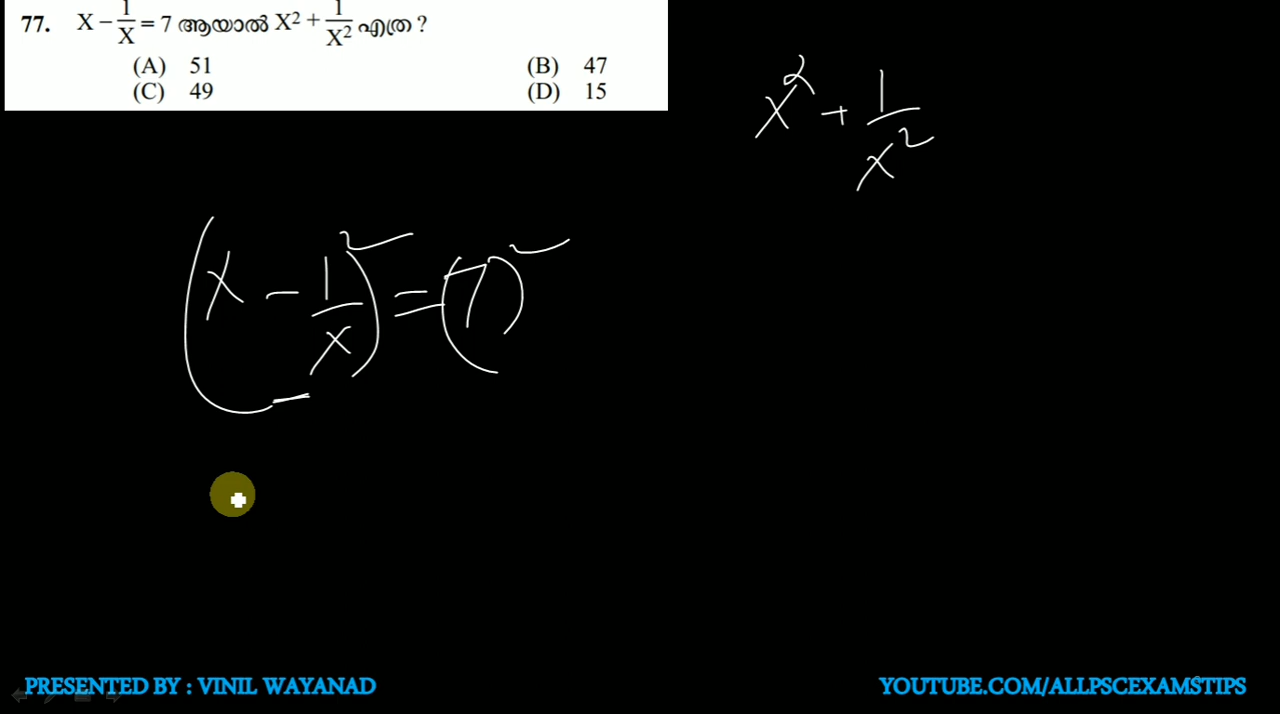 77. X − 1/X = 7 ആയാൽ X² + 1/X² എത്ര ?
(A) 51 (B) 47
(C) 49 (D) 15
x² + 1/x²
(x − 1/x)² = (7)²
PRESENTED BY : VINIL WAYANAD YOUTUBE.COM/ALLPSCEXAMSTIPS